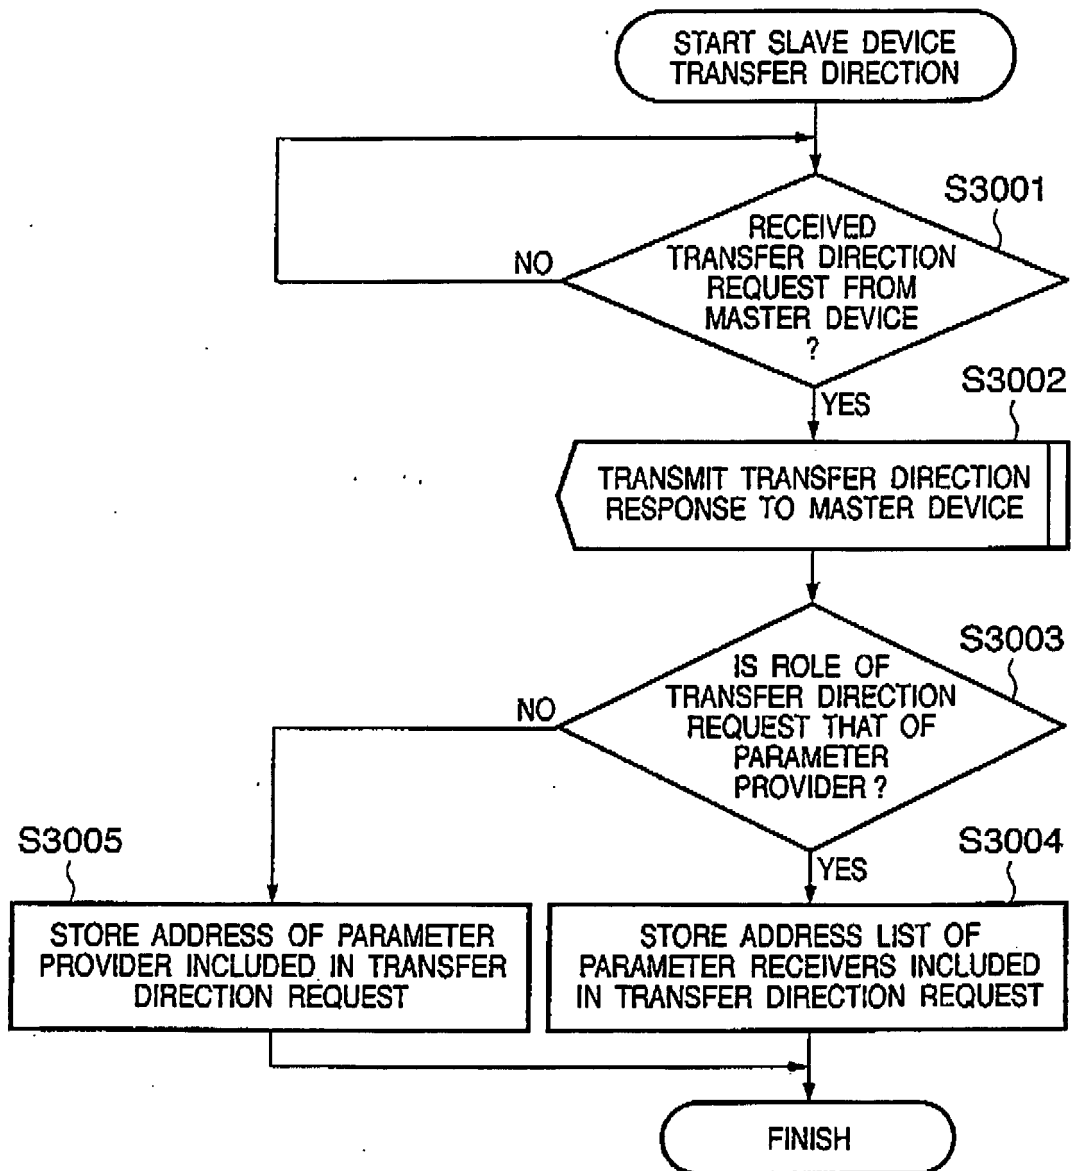 START SLAVE DEVICE
TRANSFER DIRECTION
S3001
RECEIVED
TRANSFER DIRECTION
REQUEST FROM
MASTER DEVICE
?
NO
YES
S3002
TRANSMIT TRANSFER DIRECTION
RESPONSE TO MASTER DEVICE
S3003
IS ROLE OF
TRANSFER DIRECTION
REQUEST THAT OF
PARAMETER
PROVIDER ?
NO
YES
S3005
STORE ADDRESS OF PARAMETER
PROVIDER INCLUDED IN TRANSFER
DIRECTION REQUEST
S3004
STORE ADDRESS LIST OF
PARAMETER RECEIVERS INCLUDED
IN TRANSFER DIRECTION REQUEST
FINISH